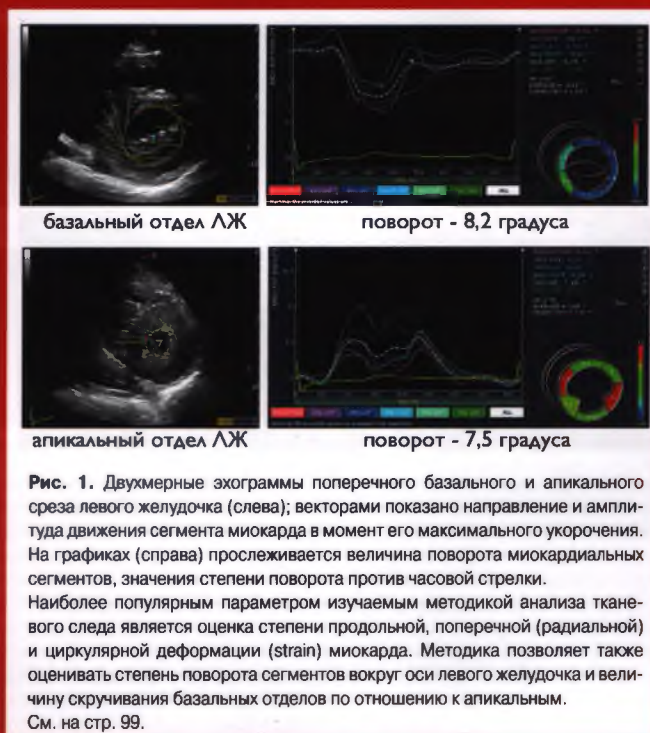 базальный отдел ЛЖ
поворот - 8,2 градуса
апикальный отдел ЛЖ
поворот - 7,5 градуса
Рис. 1. Двухмерные эхограммы поперечного базального и апикального
среза левого желудочка (слева); векторами показано направление и ампли-
туда движения сегмента миокарда в момент его максимального укорочения.
На графиках (справа) прослеживается величина поворота миокардиальных
сегментов, значения степени поворота против часовой стрелки.
Наиболее популярным параметром изучаемым методикой анализа ткане-
вого следа является оценка степени продольной, поперечной (радиальной)
и циркулярной деформации (strain) миокарда. Методика позволяет также
оценивать степень поворота сегментов вокруг оси левого желудочка и вели-
чину скручивания базальных отделов по отношению к апикальным.
См. на стр. 99.